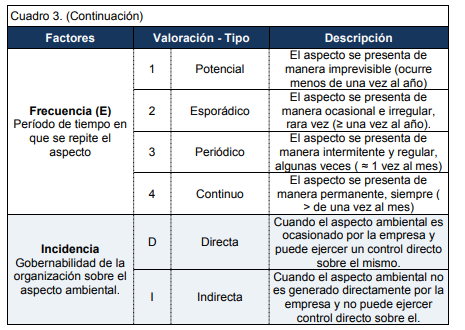 Cuadro 3. (Continuación)
Factores Valoración - Tipo Descripción
Frecuencia (E)
Período de tiempo en
que se repite el
aspecto
1 Potencial
El aspecto se presenta de
manera imprevisible (ocurre
menos de una vez al año)
2 Esporádico
El aspecto se presenta de
manera ocasional e irregular,
rara vez (≥ una vez al año).
3 Periódico
El aspecto se presenta de
manera intermitente y regular,
algunas veces ( ≈ 1 vez al mes)
4 Continuo
El aspecto se presenta de
manera permanente, siempre (
> de una vez al mes)
Incidencia
Gobernabilidad de la
organización sobre el
aspecto ambiental.
D Directa
Cuando el aspecto ambiental es
ocasionado por la empresa y
puede ejercer un control directo
sobre el mismo.
I Indirecta
Cuando el aspecto ambiental no
es generado directamente por la
empresa y no puede ejercer
control directo sobre el.